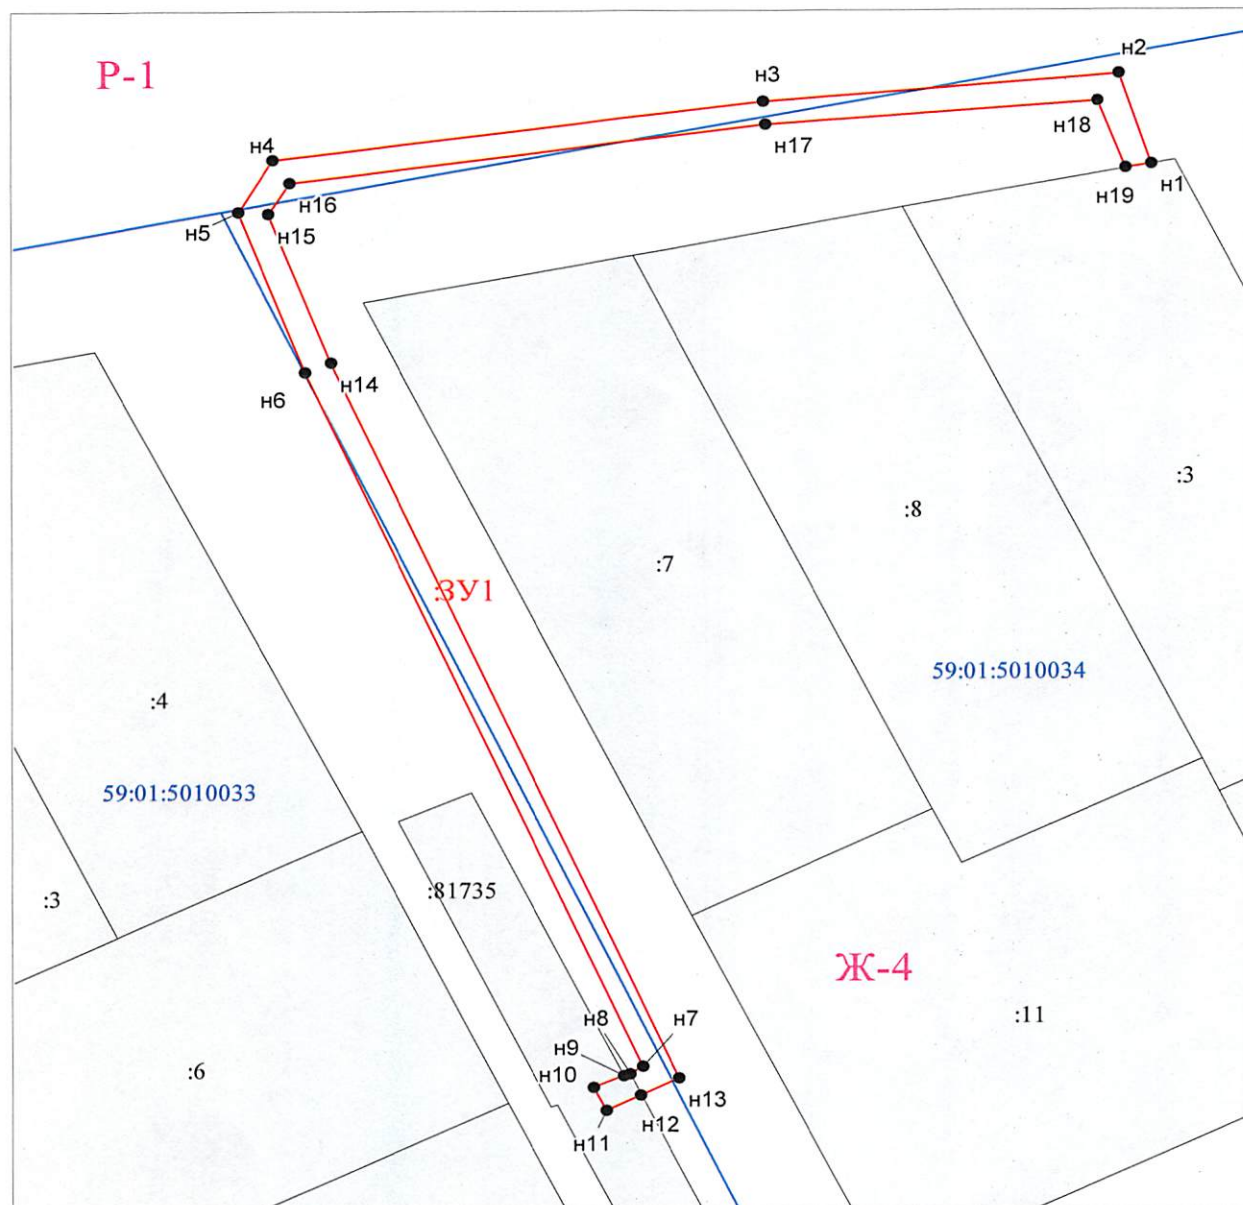 Р-1
н2
н3
н18
н4
н17
н1
н19
н16
н5
н15
н14
н6
:3
:8
:7
:ЗУ1
59:01:5010034
:4
59:01:5010033
:81735
:3
Ж-4
:11
н8
н7
н9
:6
н10
н13
н12
н11